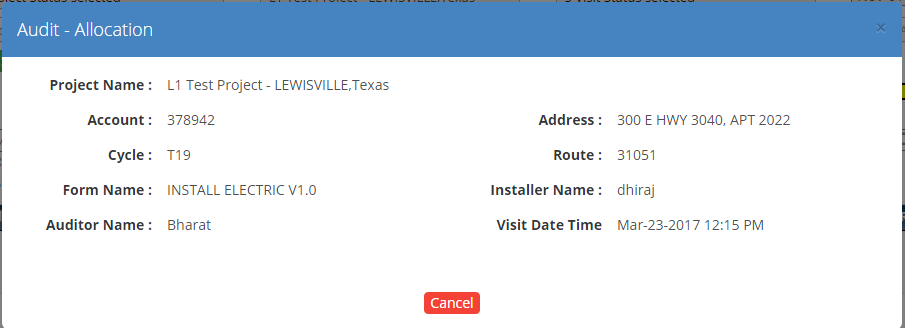 Audit - Allocation ×
Project Name : L1 Test Project - LEWISVILLE,Texas
Account : 378942 Address : 300 E HWY 3040, APT 2022
Cycle : T19 Route : 31051
Form Name : INSTALL ELECTRIC V1.0 Installer Name : dhiraj
Auditor Name : Bharat Visit Date Time Mar-23-2017 12:15 PM
Cancel